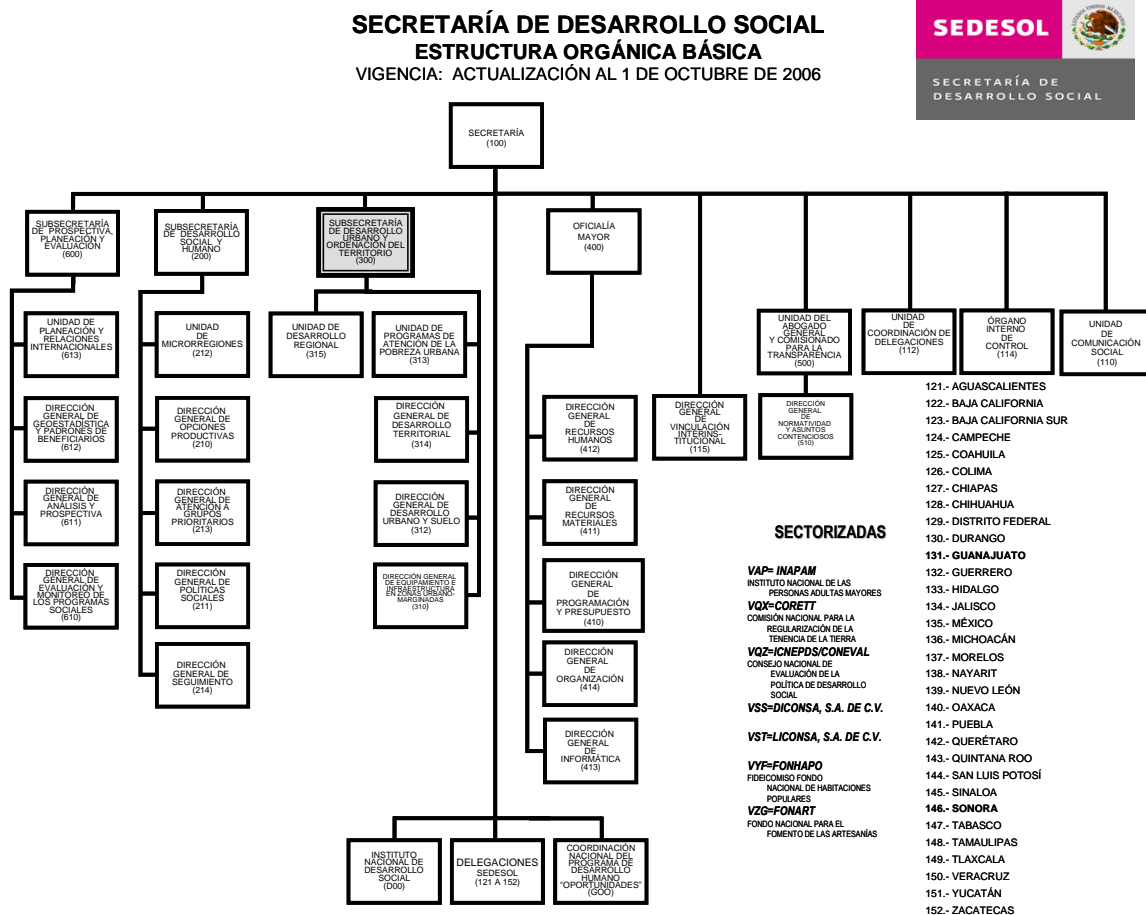 SECRETARÍA DE DESARROLLO SOCIAL
ESTRUCTURA ORGÁNICA BÁSICA
VIGENCIA: ACTUALIZACIÓN AL 1 DE OCTUBRE DE 2006
SEDESOL
ESTADOS UNIDOS MEXICANOS
SECRETARÍA DE
DESARROLLO SOCIAL
SECRETARÍA
(100)
SUBSECRETARÍA
DE PROSPECTIVA,
PLANEACIÓN Y
EVALUACIÓN
(600)
SUBSECRETARÍA
DE DESARROLLO
SOCIAL Y
HUMANO
(200)
SUBSECRETARÍA
DE DESARROLLO
URBANO Y
ORDENACIÓN DEL
TERRITORIO
(300)
OFICIALÍA
MAYOR
(400)
UNIDAD DE
PLANEACIÓN Y
RELACIONES
INTERNACIONALES
(613)
UNIDAD
DE
MICRORREGIONES
(212)
UNIDAD DE
DESARROLLO
REGIONAL
(315)
UNIDAD DE
PROGRAMAS DE
ATENCIÓN DE LA
POBREZA URBANA
(313)
UNIDAD DEL
ABOGADO
GENERAL
Y COMISIONADO
PARA LA
TRANSPARENCIA
(500)
UNIDAD
DE
COORDINACIÓN DE
DELEGACIONES
(112)
ÓRGANO
INTERNO
DE
CONTROL
(114)
UNIDAD
DE
COMUNICACIÓN
SOCIAL
(110)
DIRECCIÓN
GENERAL DE
GEOESTADÍSTICA
Y PADRONES DE
BENEFICIARIOS
(612)
DIRECCIÓN
GENERAL DE
OPCIONES
PRODUCTIVAS
(210)
DIRECCIÓN
GENERAL DE
DESARROLLO
TERRITORIAL
(314)
DIRECCIÓN
GENERAL
DE
RECURSOS
HUMANOS
(412)
DIRECCIÓN
GENERAL
DE
VINCULACIÓN
INTERINS-
TITUCIONAL
(115)
DIRECCIÓN
GENERAL
DE
NORMATIVIDAD
Y ASUNTOS
CONTENCIOSOS
(510)
DIRECCIÓN
GENERAL DE
ANÁLISIS Y
PROSPECTIVA
(611)
DIRECCIÓN
GENERAL DE
ATENCIÓN A
GRUPOS
PRIORITARIOS
(213)
DIRECCIÓN
GENERAL DE
DESARROLLO
URBANO Y SUELO
(312)
DIRECCIÓN
GENERAL
DE
RECURSOS
MATERIALES
(411)
DIRECCIÓN
GENERAL DE
EVALUACIÓN Y
MONITOREO DE
LOS PROGRAMAS
SOCIALES
(610)
DIRECCIÓN
GENERAL DE
POLÍTICAS
SOCIALES
(211)
DIRECCIÓN GENERAL
DE EQUIPAMIENTO E
INFRAESTRUCTURA
EN ZONAS URBANO-
MARGINADAS
(310)
DIRECCIÓN
GENERAL
DE
PROGRAMACIÓN
Y PRESUPUESTO
(410)
DIRECCIÓN
GENERAL DE
SEGUIMIENTO
(214)
DIRECCIÓN
GENERAL
DE
ORGANIZACIÓN
(414)
DIRECCIÓN
GENERAL
DE
INFORMÁTICA
(413)
INSTITUTO
NACIONAL DE
DESARROLLO
SOCIAL
(D00)
DELEGACIONES
SEDESOL
(121 A 152)
COORDINACIÓN
NACIONAL DEL
PROGRAMA DE
DESARROLLO
HUMANO
"OPORTUNIDADES"
(GOO)
SECTORIZADAS
VAP= INAPAM
INSTITUTO NACIONAL DE LAS
PERSONAS ADULTAS MAYORES
VQX=CORETT
COMISIÓN NACIONAL PARA LA
REGULARIZACIÓN DE LA
TENENCIA DE LA TIERRA
VQZ=ICNEPDS/CONEVAL
CONSEJO NACIONAL DE
EVALUACIÓN DE LA
POLÍTICA DE DESARROLLO
SOCIAL
VSS=DICONSA, S.A. DE C.V.
VST=LICONSA, S.A. DE C.V.
VYF=FONHAPO
FIDEICOMISO FONDO
NACIONAL DE HABITACIONES
POPULARES
VZG=FONART
FONDO NACIONAL PARA EL
FOMENTO DE LAS ARTESANÍAS
121.- AGUASCALIENTES
122.- BAJA CALIFORNIA
123.- BAJA CALIFORNIA SUR
124.- CAMPECHE
125.- COAHUILA
126.- COLIMA
127.- CHIAPAS
128.- CHIHUAHUA
129.- DISTRITO FEDERAL
130.- DURANGO
131.- GUANAJUATO
132.- GUERRERO
133.- HIDALGO
134.- JALISCO
135.- MÉXICO
136.- MICHOACÁN
137.- MORELOS
138.- NAYARIT
139.- NUEVO LEÓN
140.- OAXACA
141.- PUEBLA
142.- QUERÉTARO
143.- QUINTANA ROO
144.- SAN LUIS POTOSÍ
145.- SINALOA
146.- SONORA
147.- TABASCO
148.- TAMAULIPAS
149.- TLAXCALA
150.- VERACRUZ
151.- YUCATÁN
152.- ZACATECAS